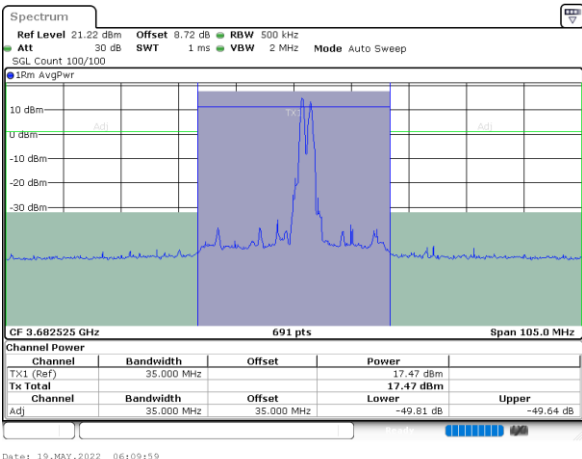 Spectrum
Ref Level 21.22 dBm Offset 8.72 dB RBW 500 kHz
Att 30 dB SWT 1 ms VBW 2 MHz Mode Auto Sweep
SGL Count 100/100
1Rm AvgPwr
10 dBm
TX1
Adj Adj
0 dBm
-10 dBm
-20 dBm
-30 dBm
CF 3.682525 GHz 691 pts Span 105.0 MHz
Channel Power
Channel Bandwidth Offset Power
TX1 (Ref) 35.000 MHz 17.47 dBm
Tx Total 17.47 dBm
Channel Bandwidth Offset Lower Upper
Adj 35.000 MHz 35.000 MHz -49.81 dB -49.64 dB
Ready
Date: 19.MAY.2022 06:09:59